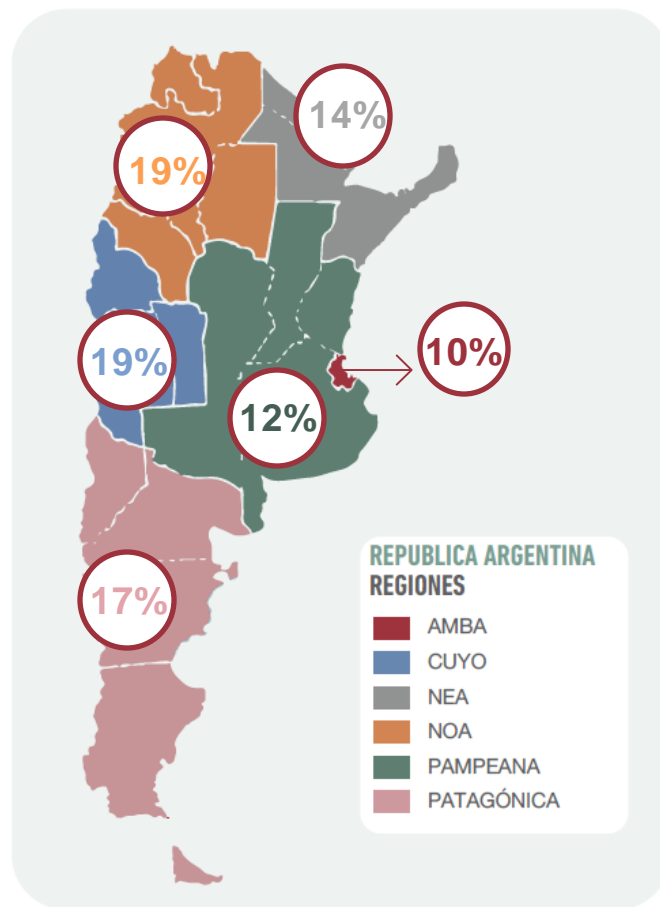 14%
19%
19%
10%
12%
17%
REPUBLICA ARGENTINA
REGIONES
AMBA
CUYO
NEA
NOA
PAMPEANA
PATAGÓNICA